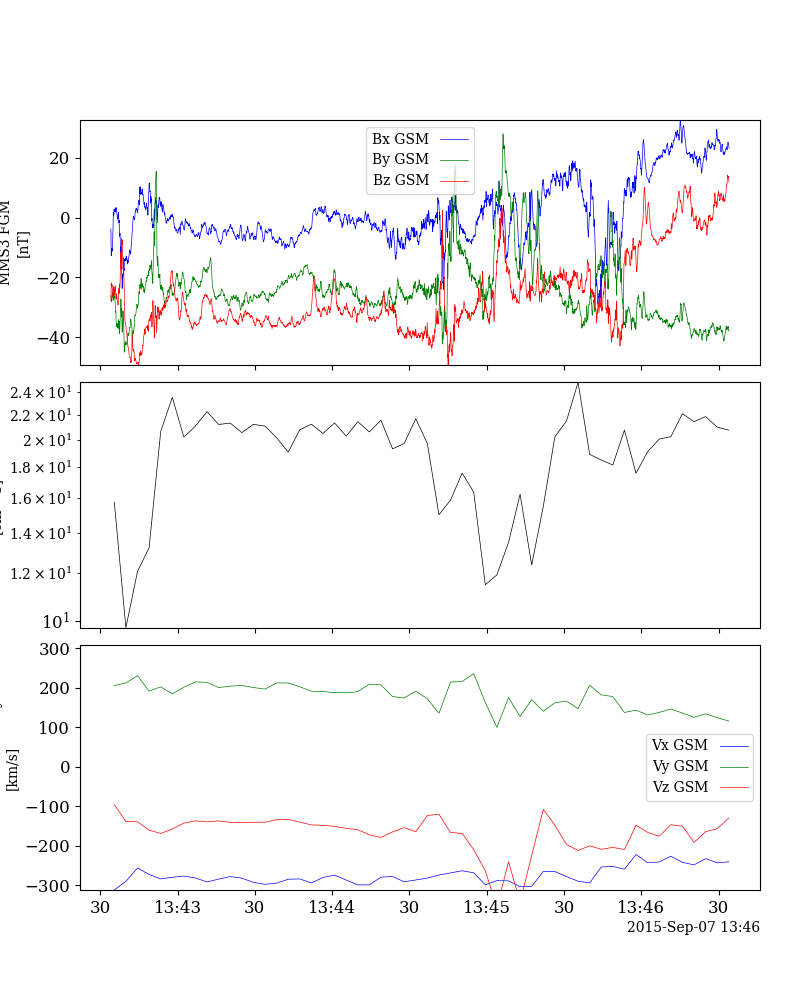 Bx GSM
By GSM
Bz GSM
20
0
−20
−40
MMS3 FGM
[nT]
2.4 × 10¹
2.2 × 10¹
2 × 10¹
1.8 × 10¹
1.6 × 10¹
1.4 × 10¹
1.2 × 10¹
10¹
300
200
100
0
−100
−200
−300
[km/s]
Vx GSM
Vy GSM
Vz GSM
30 13:43 30 13:44 30 13:45 30 13:46 30
2015-Sep-07 13:46